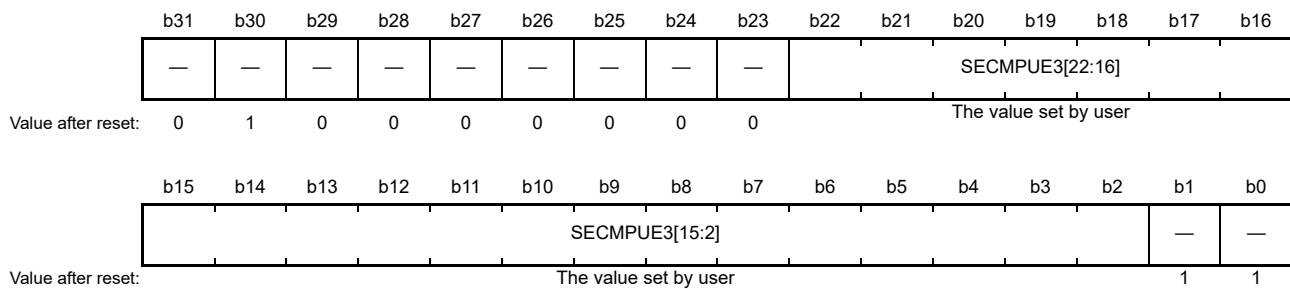 b31 b30 b29 b28 b27 b26 b25 b24 b23 b22 b21 b20 b19 b18 b17 b16
— — — — — — — — — SECMPUE3[22:16]
Value after reset: 0 1 0 0 0 0 0 0 0 The value set by user
b15 b14 b13 b12 b11 b10 b9 b8 b7 b6 b5 b4 b3 b2 b1 b0
SECMPUE3[15:2] — —
Value after reset: The value set by user 1 1